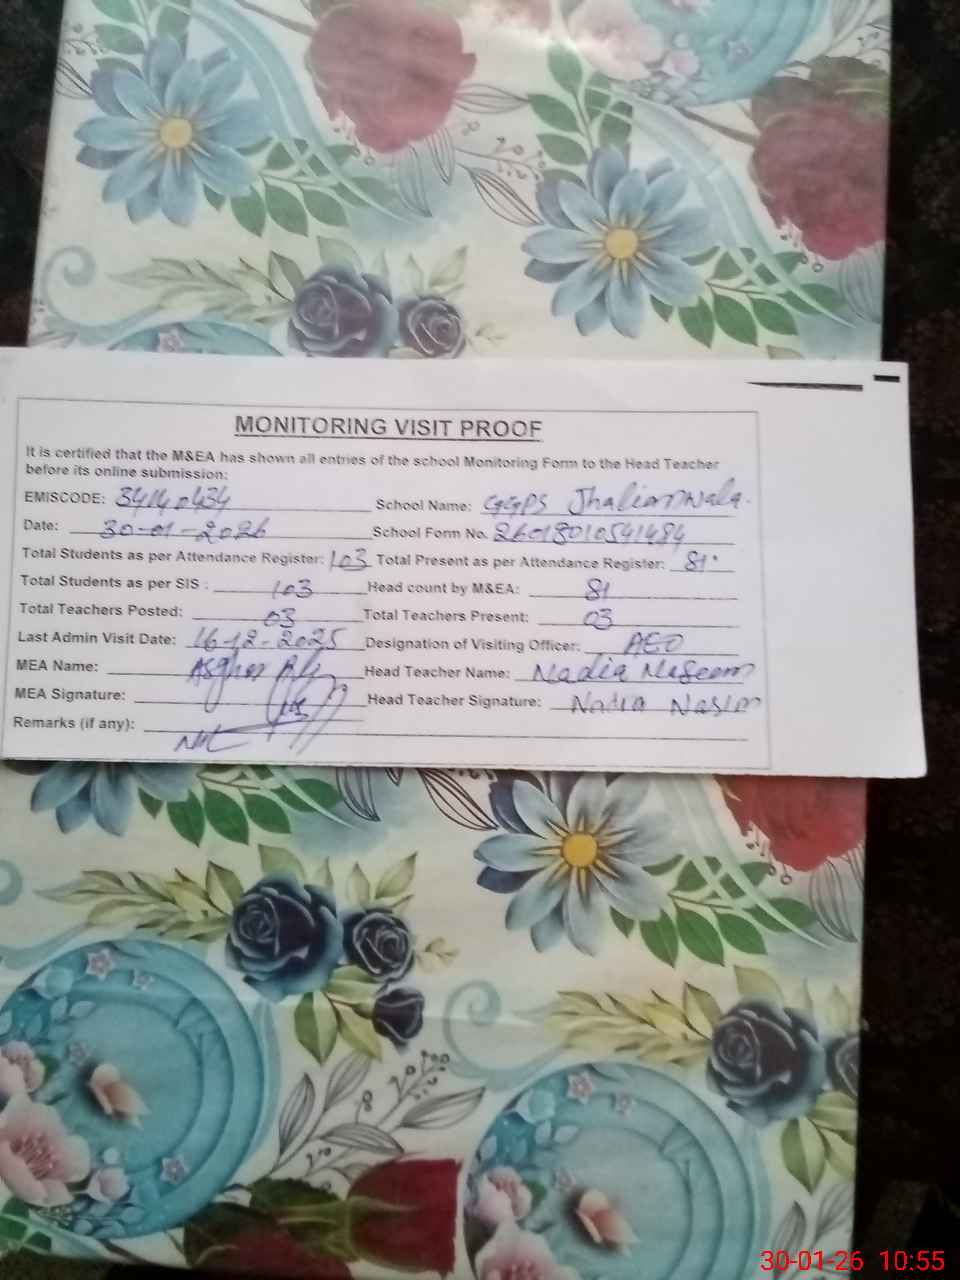 MONITORING VISIT PROOF
It is certified that the M&EA has shown all entries of the school Monitoring Form to the Head Teacher
before its online submission:
EMISCODE: 34140434 School Name: GGPS Jhalianwala.
Date: 30-01-2026 School Form No. 26018010541484
Total Students as per Attendance Register: 103 Total Present as per Attendance Register: 81
Total Students as per SIS : 103 Head count by M&EA: 81
Total Teachers Posted: 03 Total Teachers Present: 03
Last Admin Visit Date: 16-12-2025 Designation of Visiting Officer: AEO
MEA Name: Asghar Ali Head Teacher Name: Nadia Naseem
MEA Signature: Head Teacher Signature: Nadia Nasim
Remarks (if any):
30-01-26 10:55